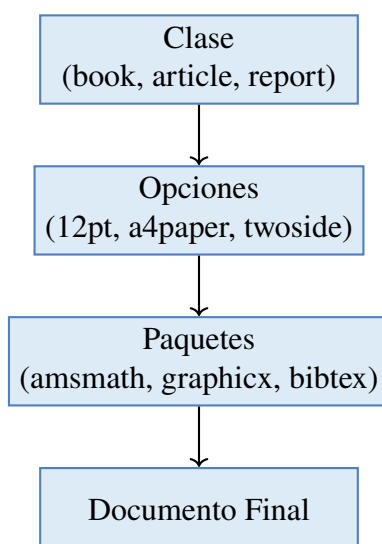 Clase
(book, article, report)
Opciones
(12pt, a4paper, twoside)
Paquetes
(amsmath, graphicx, bibtex)
Documento Final